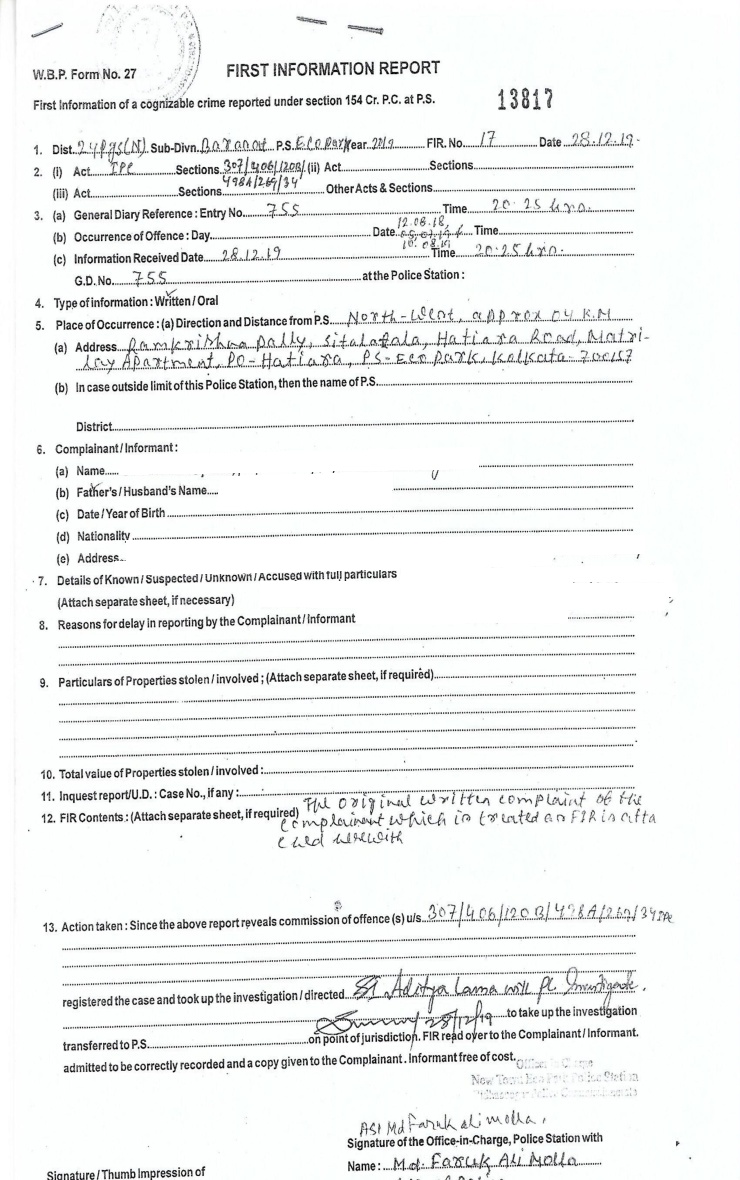 W.B.P. Form No. 27
FIRST INFORMATION REPORT
First Information of a cognizable crime reported under section 154 Cr. P.C. at P.S.
13817
1. Dist. 24Pgs(N) Sub-Divn. Barasat P.S. Eco Park Year 2019 FIR. No. 17 Date 28.12.19
2. (i) Act IPC Sections 307/406/120B/ (ii) Act Sections
498A/269/34
(iii) Act Sections Other Acts & Sections
3. (a) General Diary Reference : Entry No. 755 Time 20.25 hrs.
12.08.18,
(b) Occurrence of Offence : Day Date Time
10.08.19
(c) Information Received Date 28.12.19 Time 20.25 hrs.
G.D. No. 755 at the Police Station :
4. Type of information : Written / Oral
5. Place of Occurrence : (a) Direction and Distance from P.S. North-West, approx 04 K.M
(a) Address Ramkrishna Pally, Sitalatala, Hatiara Road, Matri-
loy Apartment, PO- Hatiara, PS- Eco Park, Kolkata- 700157
(b) In case outside limit of this Police Station, then the name of P.S.
District
6. Complainant / Informant :
(a) Name
(b) Father's / Husband's Name
(c) Date / Year of Birth
(d) Nationality
(e) Address
7. Details of Known / Suspected / Unknown / Accused with full particulars
(Attach separate sheet, if necessary)
8. Reasons for delay in reporting by the Complainant / Informant
9. Particulars of Properties stolen / involved ; (Attach separate sheet, if required)
10. Total value of Properties stolen / involved :
11. Inquest report/U.D. : Case No., if any :
12. FIR Contents : (Attach separate sheet, if required) The original written complaint of the
complainant which is treated as FIR is atta
ched herewith
13. Action taken : Since the above report reveals commission of offence (s) u/s 307/406/120B/498A/269/34 IPC
registered the case and took up the investigation / directed SI Aditya Lama will pl Investigate.
28/12/19 to take up the investigation
transferred to P.S. on point of jurisdiction. FIR read over to the Complainant / Informant.
admitted to be correctly recorded and a copy given to the Complainant. Informant free of cost.
Officer in Charge
New Town Eco Park Police Station
ASI Md Faruk ali molla.
Signature of the Office-in-Charge, Police Station with
Name : Md. Faruk Ali Molla
Signature / Thumb Impression of